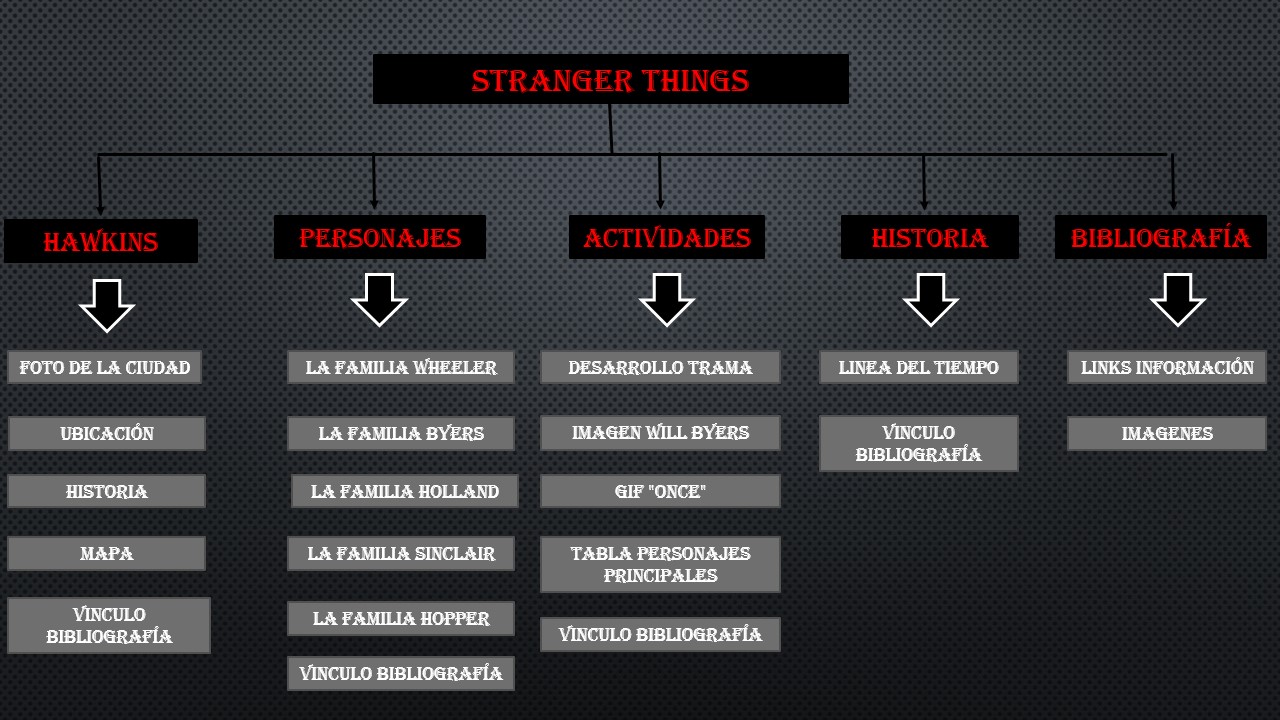 STRANGER THINGS
HAWKINS
FOTO DE LA CIUDAD
UBICACIÓN
HISTORIA
MAPA
VINCULO
BIBLIOGRAFÍA
PERSONAJES
LA FAMILIA WHEELER
LA FAMILIA BYERS
LA FAMILIA HOLLAND
LA FAMILIA SINCLAIR
LA FAMILIA HOPPER
VINCULO BIBLIOGRAFÍA
ACTIVIDADES
DESARROLLO TRAMA
IMAGEN WILL BYERS
GIF "ONCE"
TABLA PERSONAJES
PRINCIPALES
VINCULO BIBLIOGRAFÍA
HISTORIA
LINEA DEL TIEMPO
VINCULO
BIBLIOGRAFÍA
BIBLIOGRAFÍA
LINKS INFORMACIÓN
IMAGENES